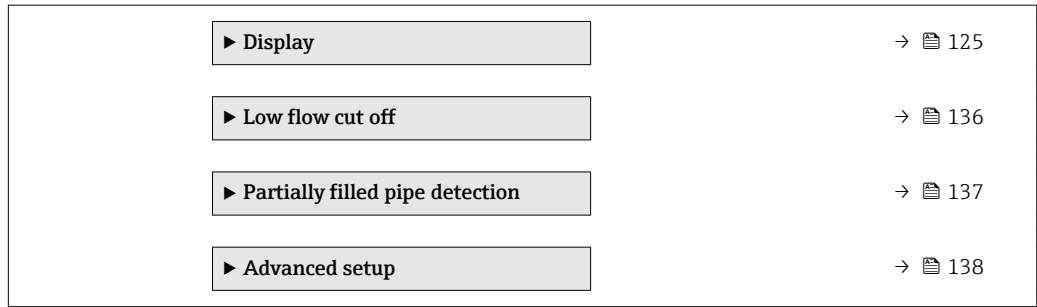 ▶ Display → 125
▶ Low flow cut off → 136
▶ Partially filled pipe detection → 137
▶ Advanced setup → 138